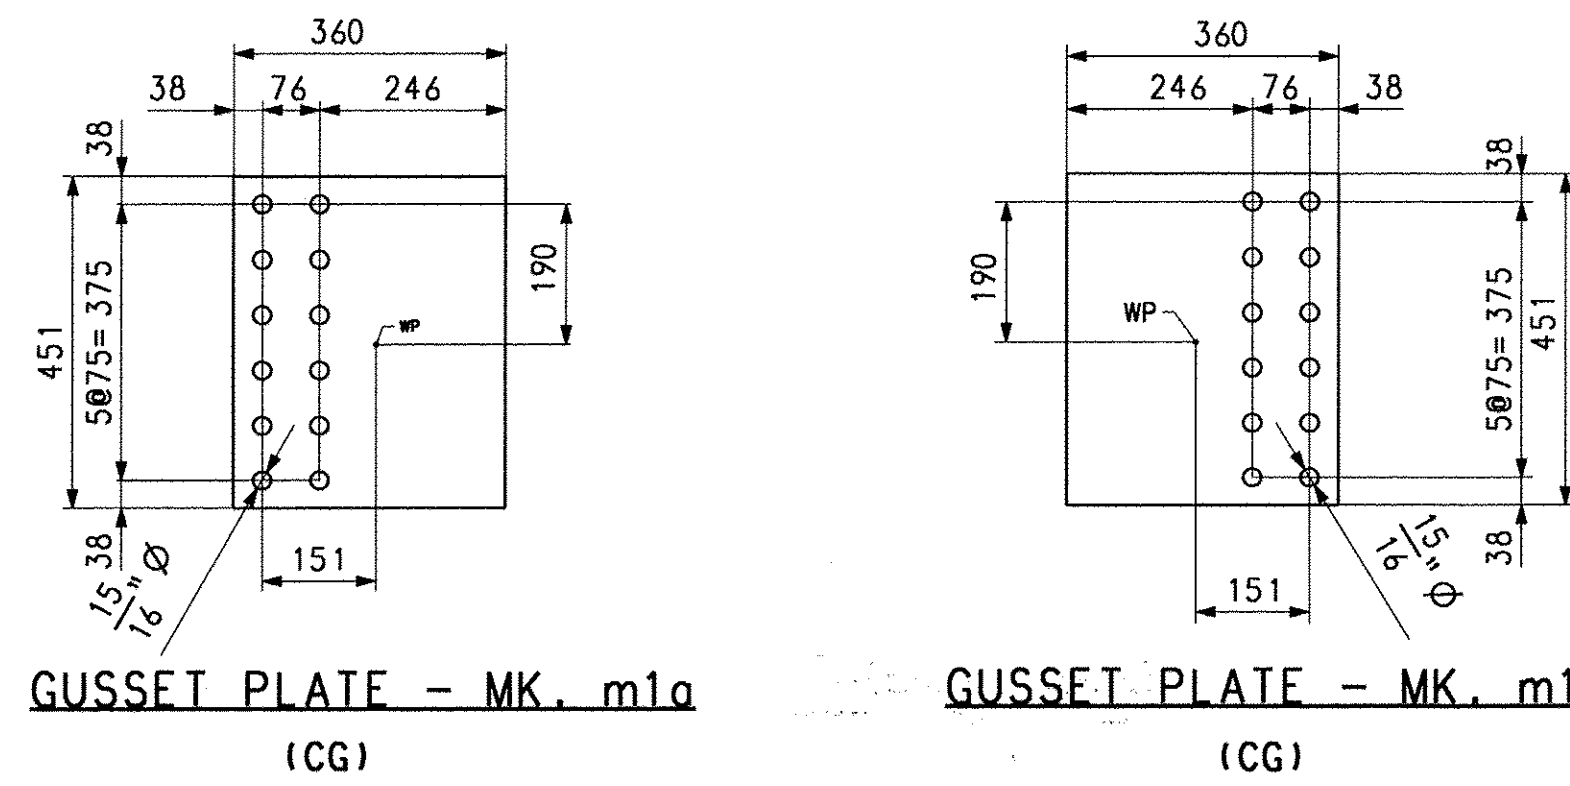 360
38 76 246
38
451
5@75= 375
190
WP
38
151
15/16" Ø
GUSSET PLATE - MK. m1a
(CG)
360
246 76 38
38
190
WP
5@75= 375
451
38
151
15/16" Ø
GUSSET PLATE - MK. m1
(CG)